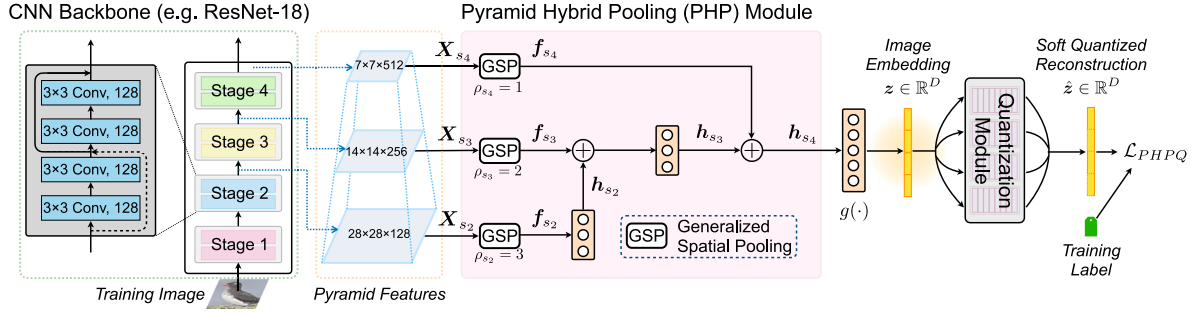 CNN Backbone (e.g. ResNet-18)
3×3 Conv, 128
3×3 Conv, 128
3×3 Conv, 128
3×3 Conv, 128
Stage 4
Stage 3
Stage 2
Stage 1
Training Image
7×7×512
14×14×256
28×28×128
Pyramid Features
Pyramid Hybrid Pooling (PHP) Module
X_{s_4}
GSP
f_{s_4}
ρ_{s_4} = 1
X_{s_3}
GSP
f_{s_3}
ρ_{s_3} = 2
h_{s_3}
h_{s_4}
h_{s_2}
X_{s_2}
GSP
f_{s_2}
ρ_{s_2} = 3
GSP
Generalized
Spatial Pooling
g(·)
Image
Embedding
z ∈ ℝ^D
Quantization
Module
Soft Quantized
Reconstruction
ẑ ∈ ℝ^D
ℒ_{PHPQ}
Training
Label